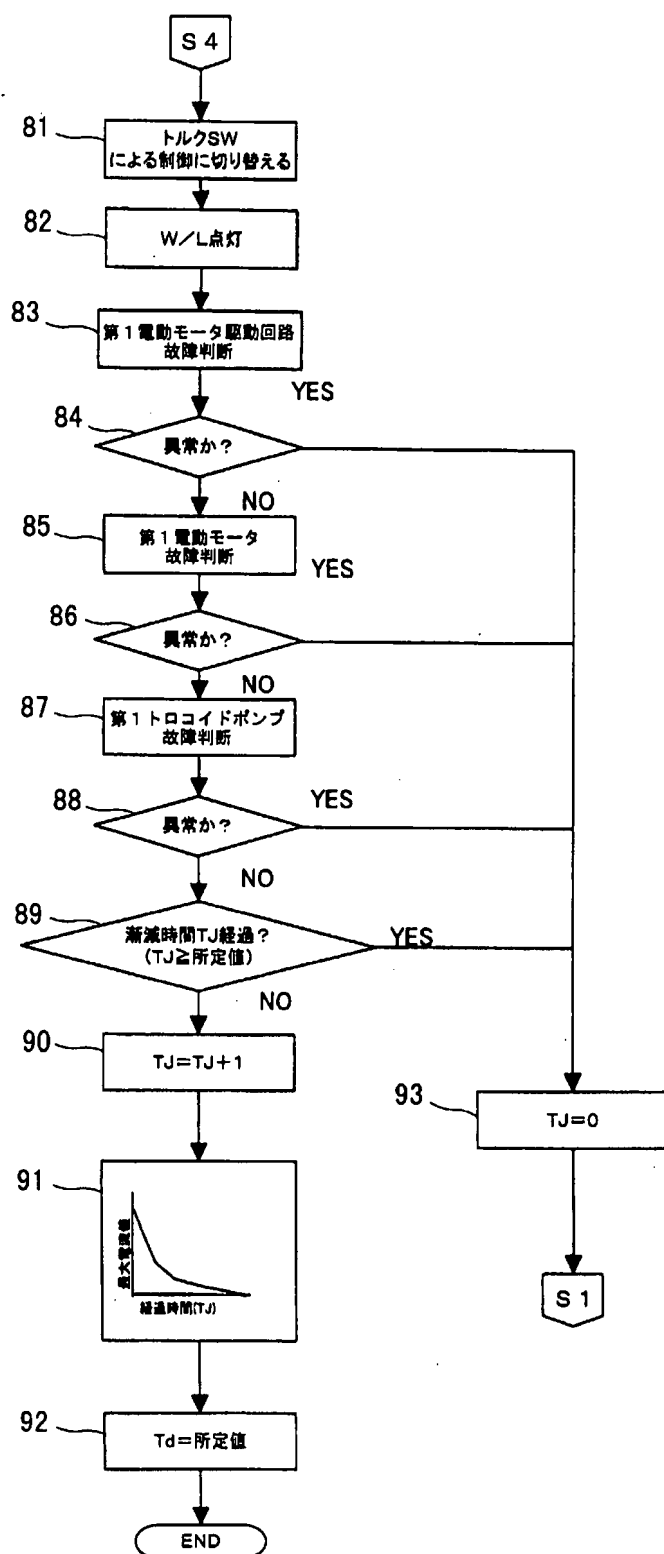 S 4
81
トルクSW
による制御に切り替える
82
W/L点灯
83
第1電動モータ駆動回路
故障判断
YES
84
異常か?
NO
85
第1電動モータ
故障判断
YES
86
異常か?
NO
87
第1トロコイドポンプ
故障判断
88
YES
異常か?
NO
89
漸減時間TJ経過?
(TJ≧所定値)
YES
NO
90
TJ=TJ+1
93
TJ=0
91
最大電流値
経過時間(TJ)
S 1
92
Td=所定値
END